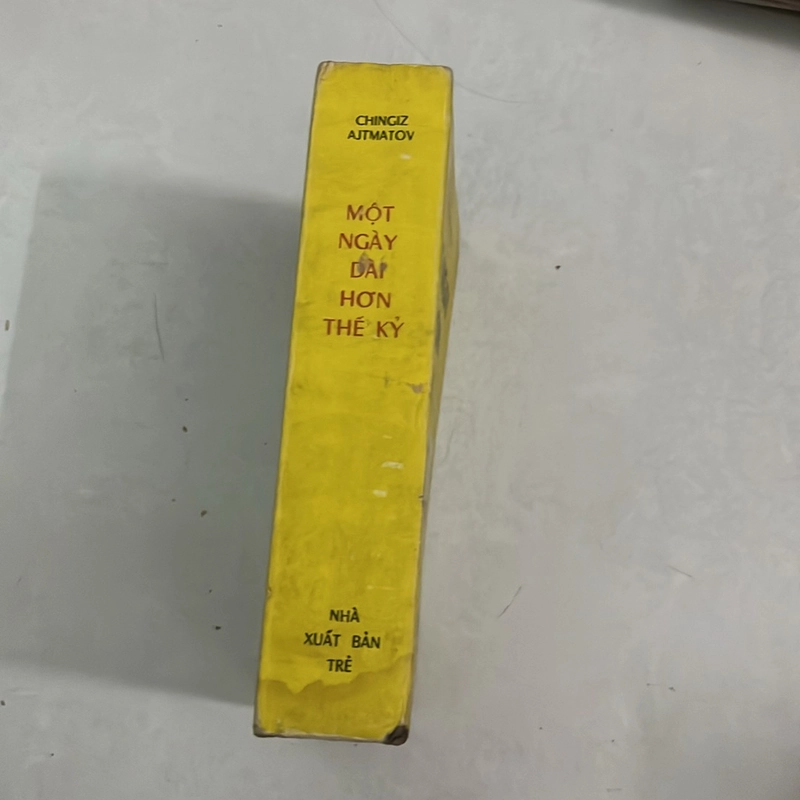 CHINGIZ
AJTMATOV
MỘT
NGÀY
DÀI
HƠN
THẾ KỶ
NHÀ
XUẤT BẢN
TRẺ